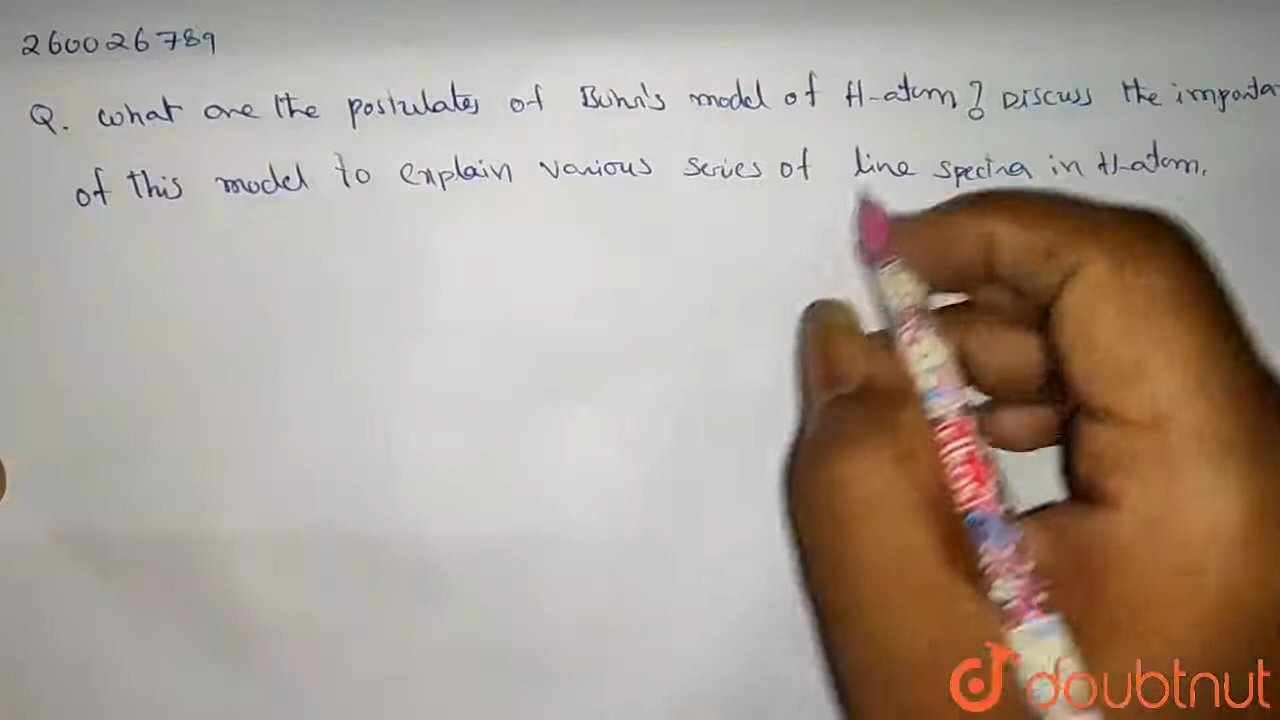 260026789
Q. What are the postulates of Bohr's model of H-atom? Discuss the importa
of this model to explain various series of line spectra in H-atom.
doubtnut